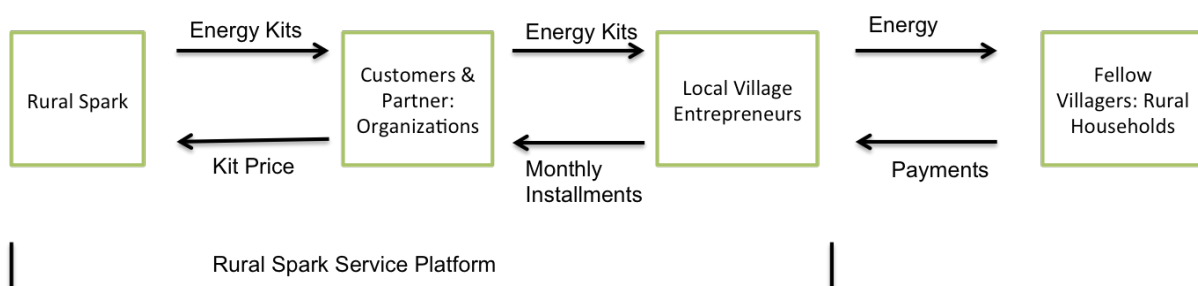 Energy Kits
Energy Kits
Energy
Rural Spark
Customers &
Partner:
Organizations
Local Village
Entrepreneurs
Fellow
Villagers: Rural
Households
Kit Price
Monthly
Installments
Payments
Rural Spark Service Platform